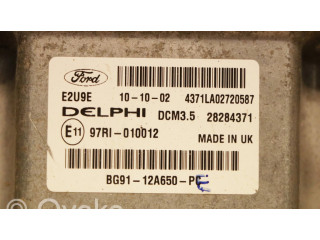 Ford
E2U9E 10-10-02 4371LA02720587
DELPHI DCM3.5 28284371
E11 97RI-010012 MADE IN UK
BG91-12A650-PE
© Ovoko